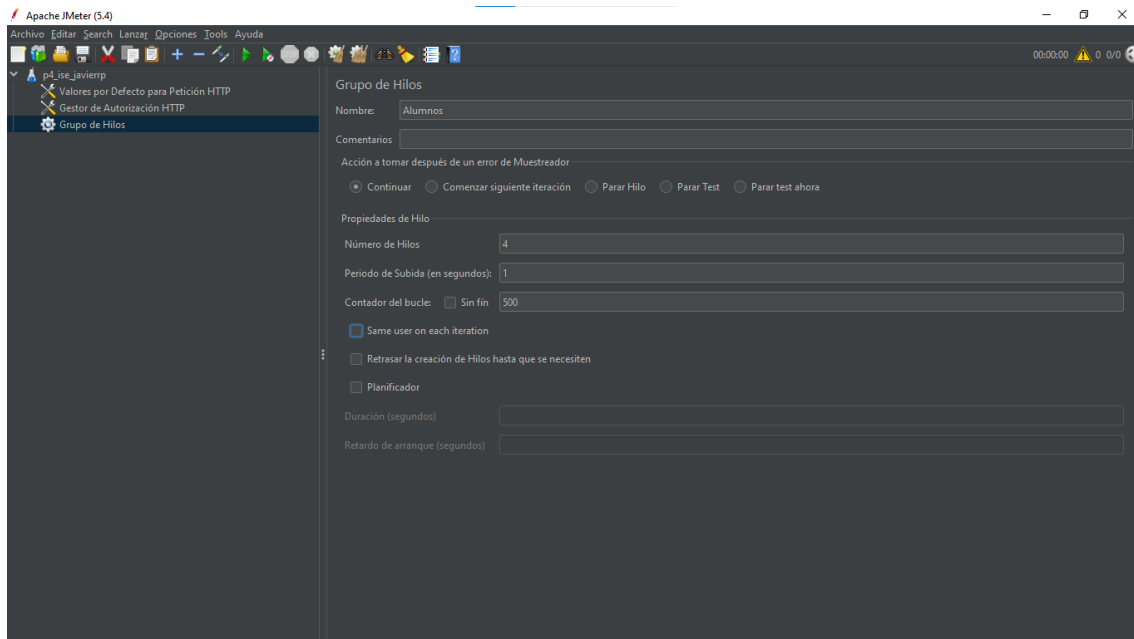 Apache JMeter (5.4)
Archivo Editar Search Lanzar Opciones Tools Ayuda
00:00:00 0 0/0
p4_ise_javierrp
Valores por Defecto para Petición HTTP
Gestor de Autorización HTTP
Grupo de Hilos
Grupo de Hilos
Nombre: Alumnos
Comentarios
Acción a tomar después de un error de Muestreador
Continuar Comenzar siguiente iteración Parar Hilo Parar Test Parar test ahora
Propiedades de Hilo
Número de Hilos 4
Periodo de Subida (en segundos): 1
Contador del bucle: Sin fín 500
Same user on each iteration
Retrasar la creación de Hilos hasta que se necesiten
Planificador
Duración (segundos)
Retardo de arranque (segundos)